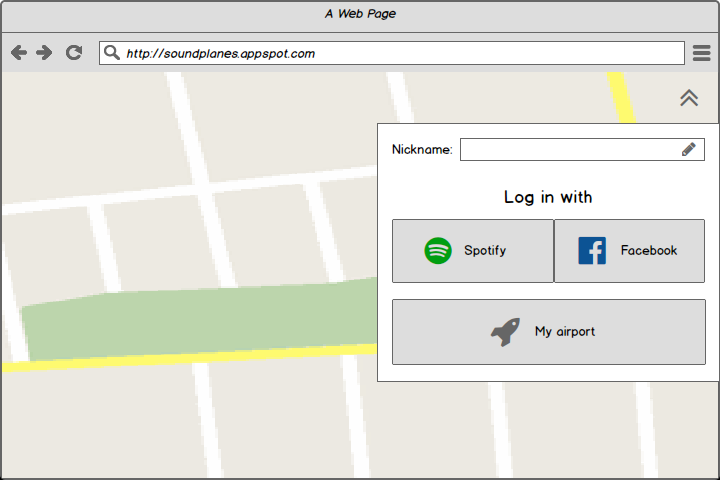 A Web Page
http://soundplanes.appspot.com
Nickname:
Log in with
Spotify
Facebook
My airport